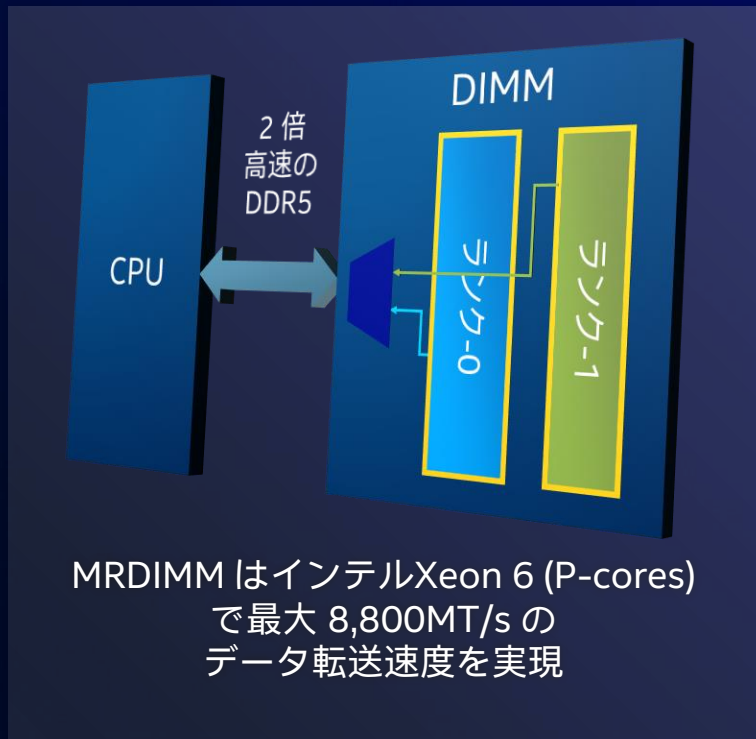 DIMM
2 倍
高速の
DDR5
CPU
ランク-0
ランク-1
MRDIMM はインテルXeon 6 (P-cores)
で最大 8,800MT/s の
データ転送速度を実現